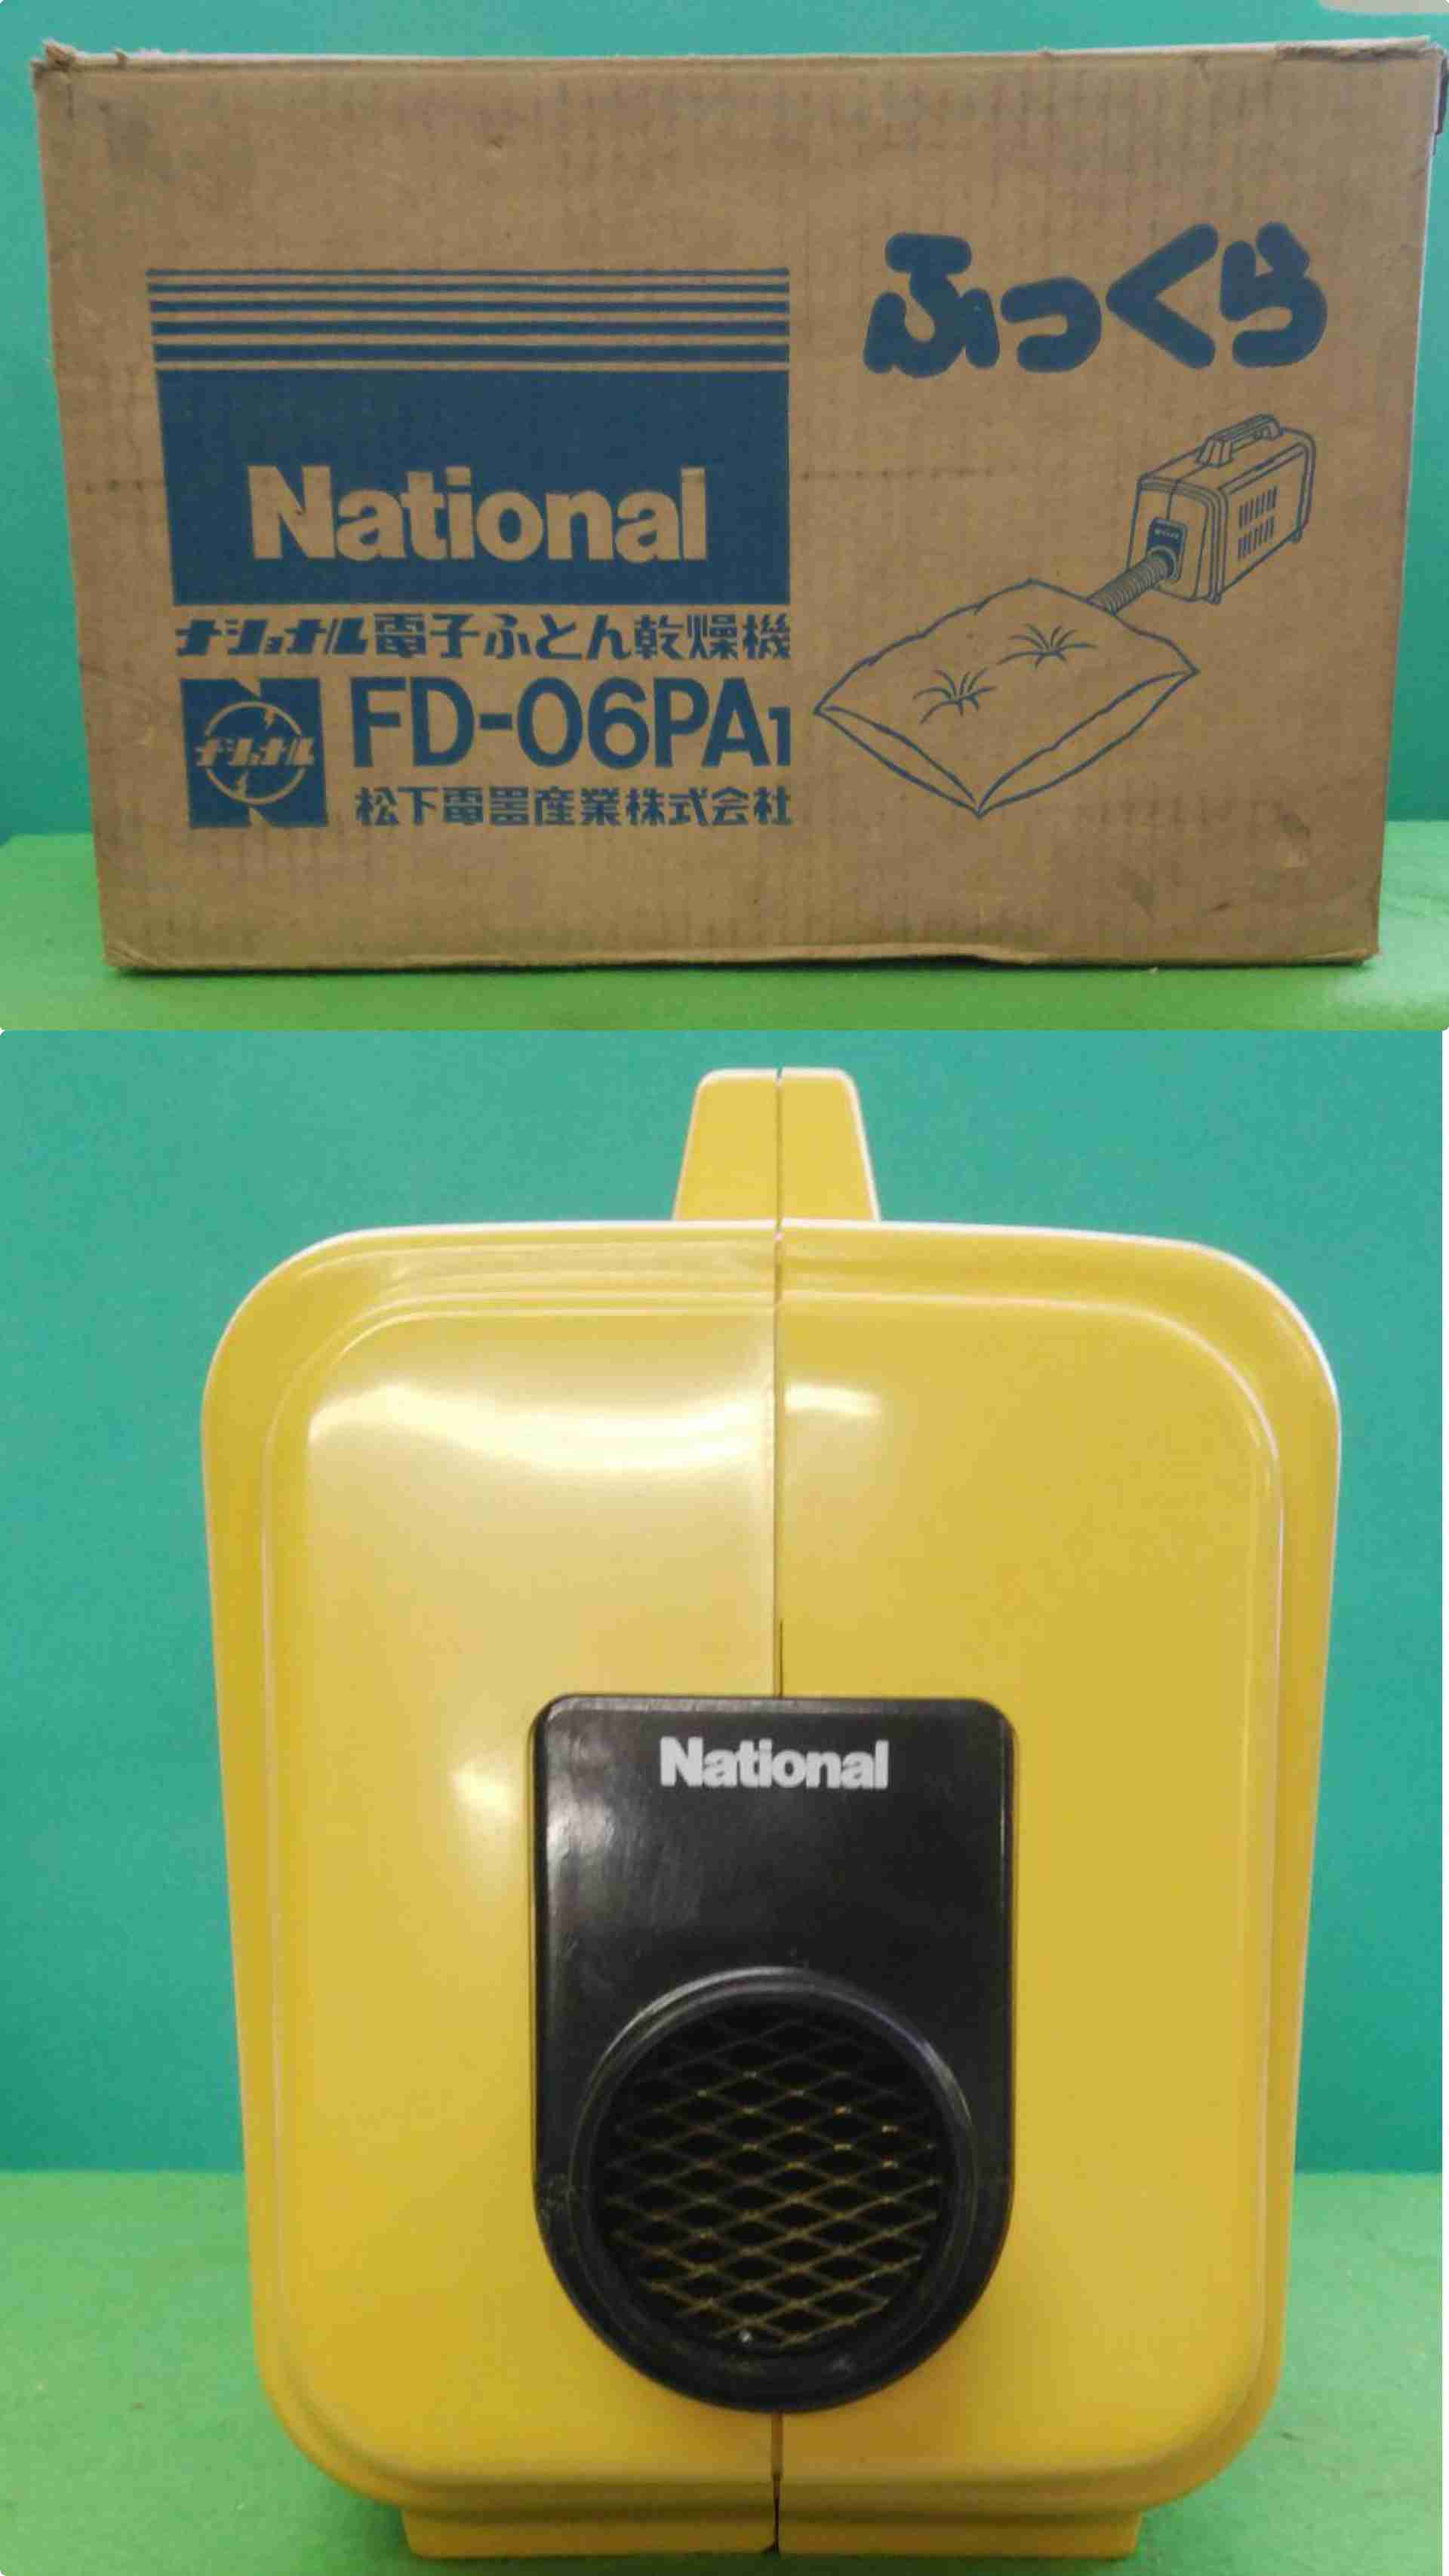 ふっくら
National
ナショナル電子ふとん乾燥機
ナショナル
FD-06PA1
松下電器産業株式会社
National